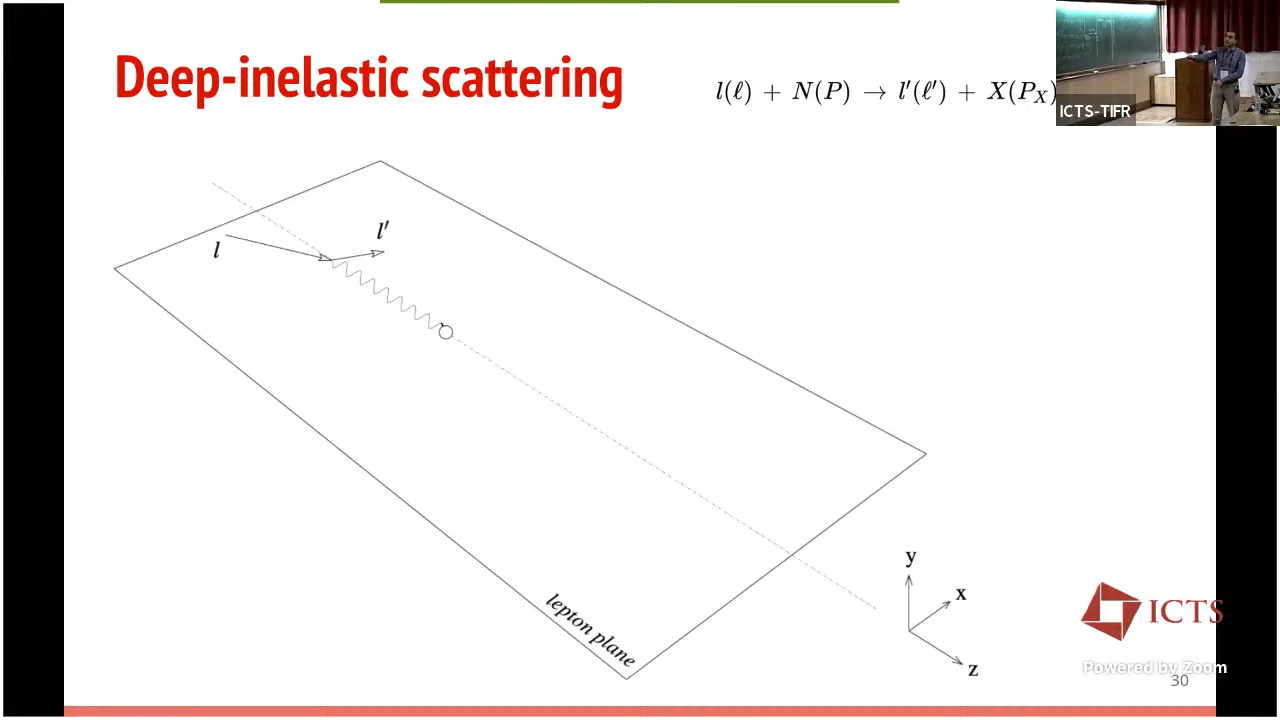 Deep-inelastic scattering
l(ℓ) + N(P) → l′(ℓ′) + X(P_X)
ICTS-TIFR
l
l′
lepton plane
y
x
z
ICTS
Powered by Zoom
30